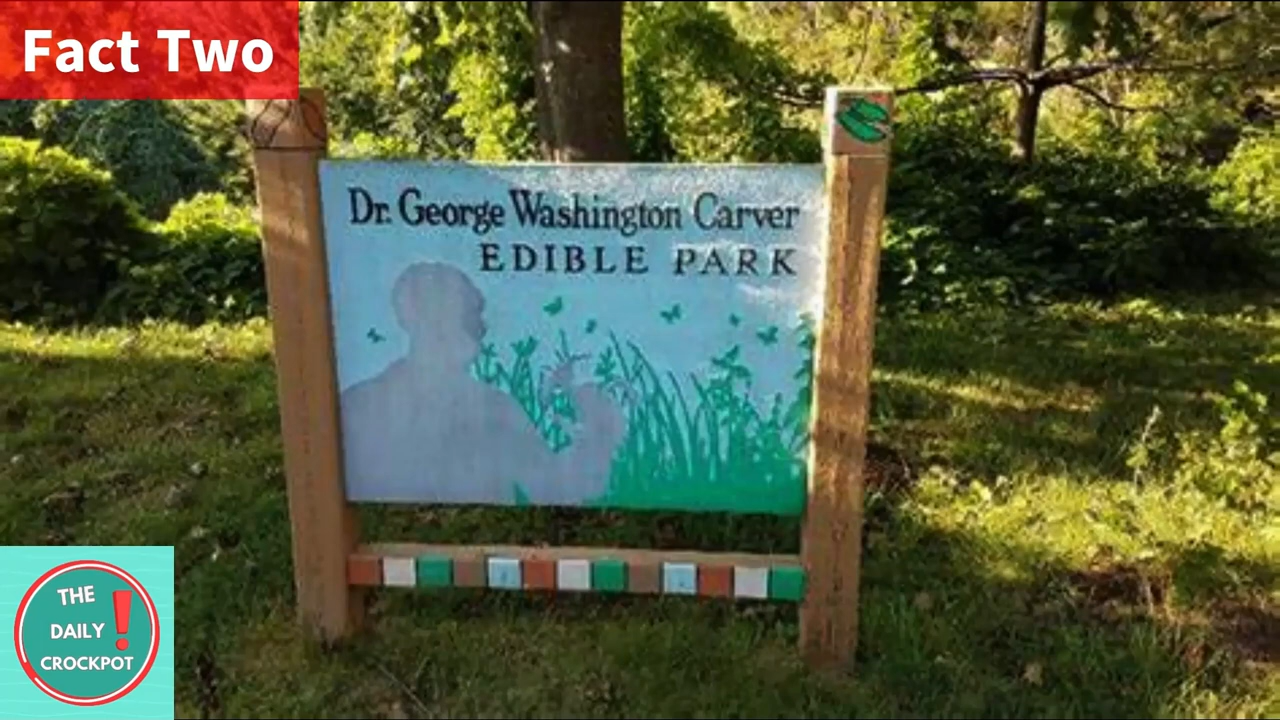 Fact Two
Dr. George Washington Carver
EDIBLE PARK
THE
DAILY
CROCKPOT
!